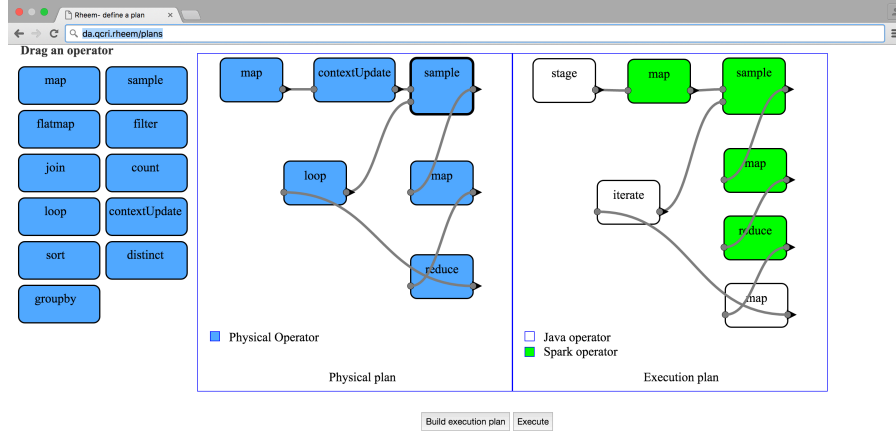 Rheem- define a plan
da.qcri.rheem/plans
Drag an operator
map sample
flatmap filter
join count
loop contextUpdate
sort distinct
groupby
map contextUpdate sample
loop map
reduce
Physical Operator
Physical plan
stage map sample
map
iterate
reduce
map
Java operator
Spark operator
Execution plan
Build execution plan Execute